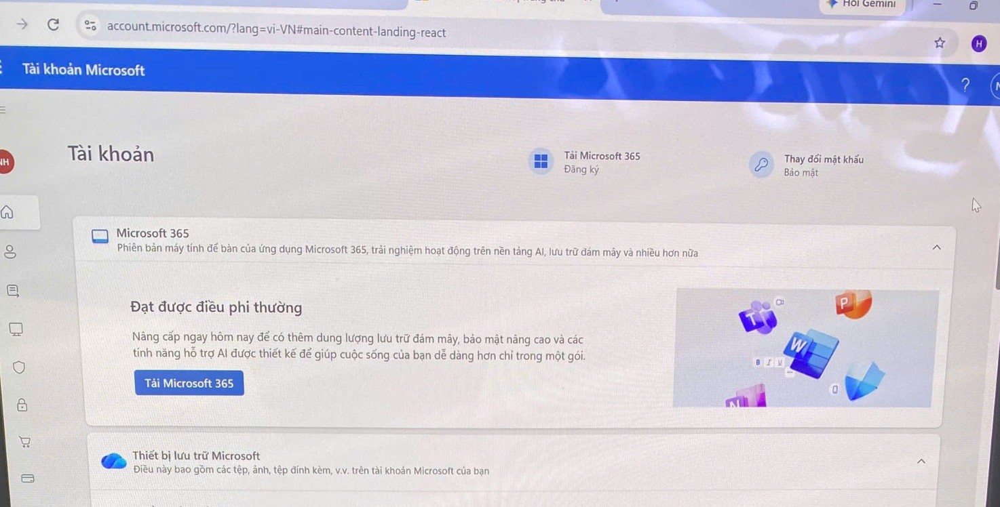 Hỏi Gemini
account.microsoft.com/?lang=vi-VN#main-content-landing-react
H
Tài khoản Microsoft
?
NH
Tài khoản
Tải Microsoft 365
Đăng ký
Thay đổi mật khẩu
Bảo mật
Microsoft 365
Phiên bản máy tính để bàn của ứng dụng Microsoft 365, trải nghiệm hoạt động trên nền tảng AI, lưu trữ đám mây và nhiều hơn nữa
Đạt được điều phi thường
Nâng cấp ngay hôm nay để có thêm dung lượng lưu trữ đám mây, bảo mật nâng cao và các
tính năng hỗ trợ AI được thiết kế để giúp cuộc sống của bạn dễ dàng hơn chỉ trong một gói.
Tải Microsoft 365
T
P
W
B I U
N
Thiết bị lưu trữ Microsoft
Điều này bao gồm các tệp, ảnh, tệp đính kèm, v.v. trên tài khoản Microsoft của bạn